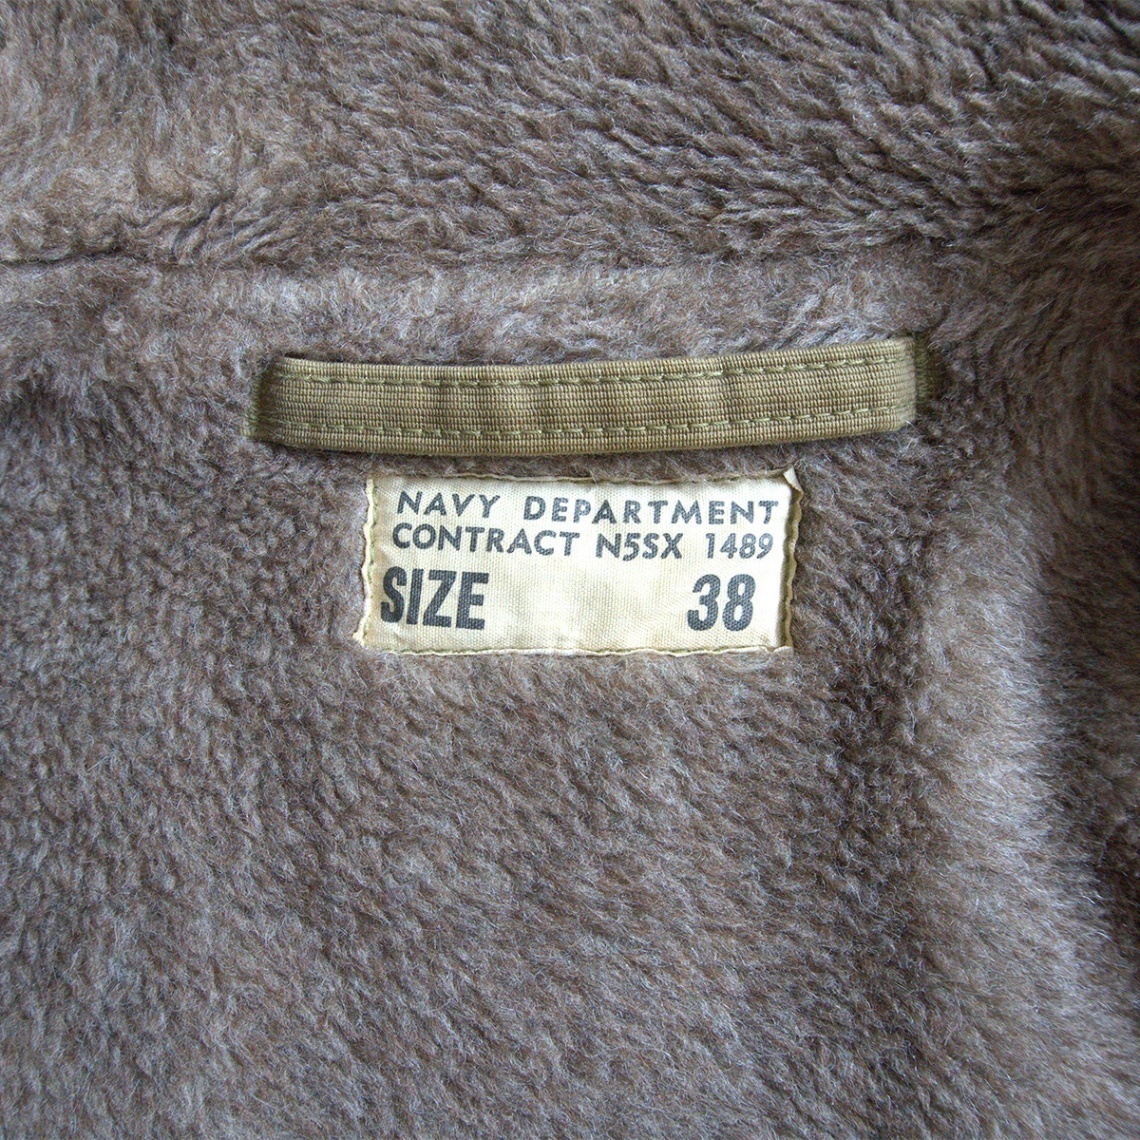 NAVY DEPARTMENT
CONTRACT N5SX 1489
SIZE 38